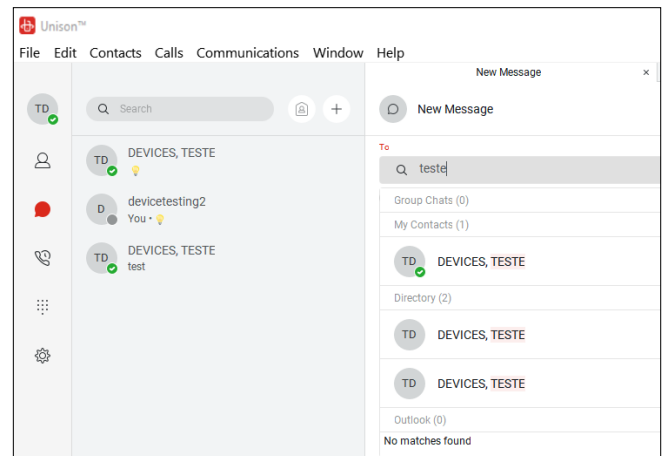 Unison™
File Edit Contacts Calls Communications Window Help
New Message ×
TD
Search
New Message
TD DEVICES, TESTE
D devicetesting2
You •
TD DEVICES, TESTE
test
To
teste
Group Chats (0)
My Contacts (1)
TD DEVICES, TESTE
Directory (2)
TD DEVICES, TESTE
TD DEVICES, TESTE
Outlook (0)
No matches found